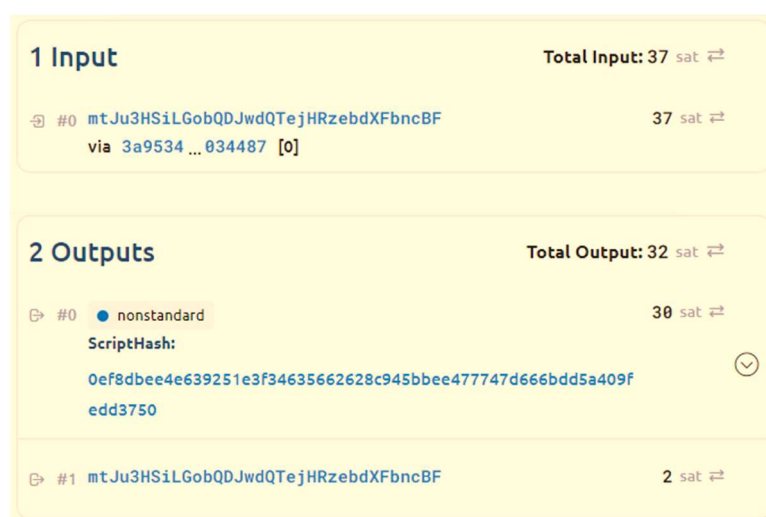 1 Input
Total Input: 37 sat
#0 mtJu3HSiLGobQDJwdQTejHRzebdXFbncBF 37 sat
via 3a9534…034487 [0]
2 Outputs
Total Output: 32 sat
#0 nonstandard 30 sat
ScriptHash:
0ef8dbee4e639251e3f34635662628c945bbee477747d666bdd5a409f
edd3750
#1 mtJu3HSiLGobQDJwdQTejHRzebdXFbncBF 2 sat